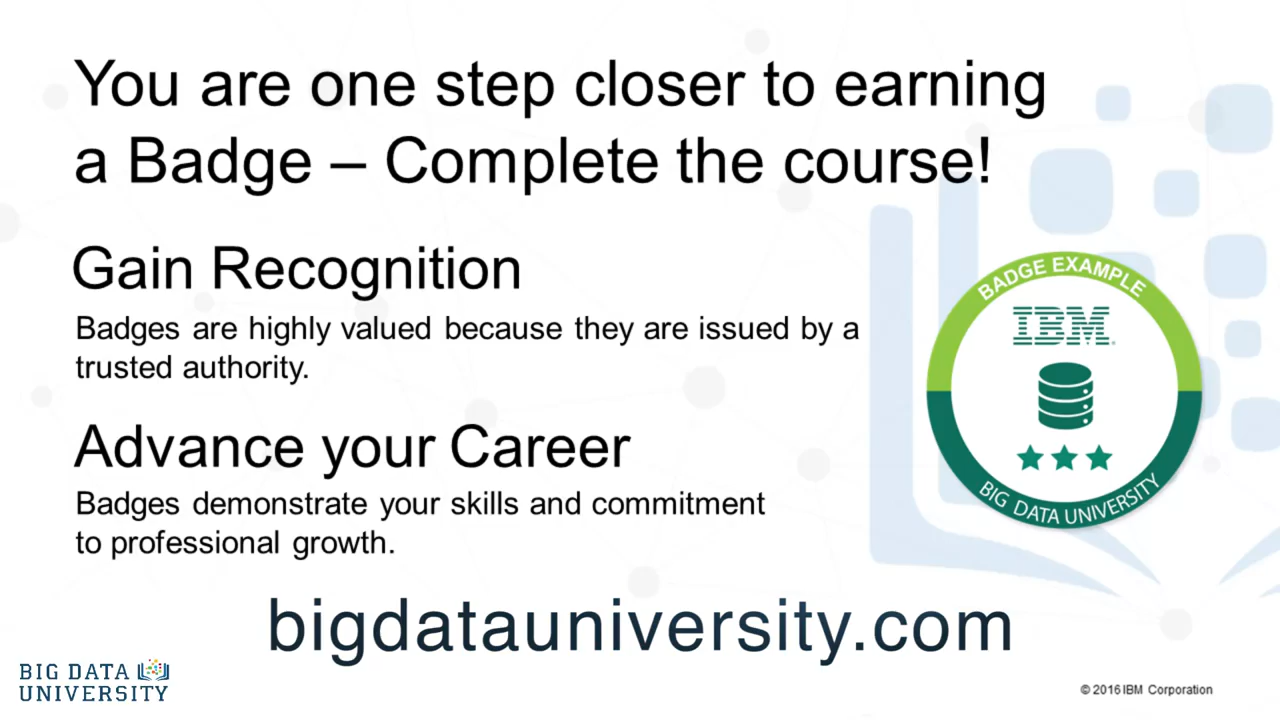 You are one step closer to earning
a Badge – Complete the course!
Gain Recognition
Badges are highly valued because they are issued by a
trusted authority.
Advance your Career
Badges demonstrate your skills and commitment
to professional growth.
BADGE EXAMPLE
IBM
BIG DATA UNIVERSITY
bigdatauniversity.com
BIG DATA
UNIVERSITY
© 2016 IBM Corporation